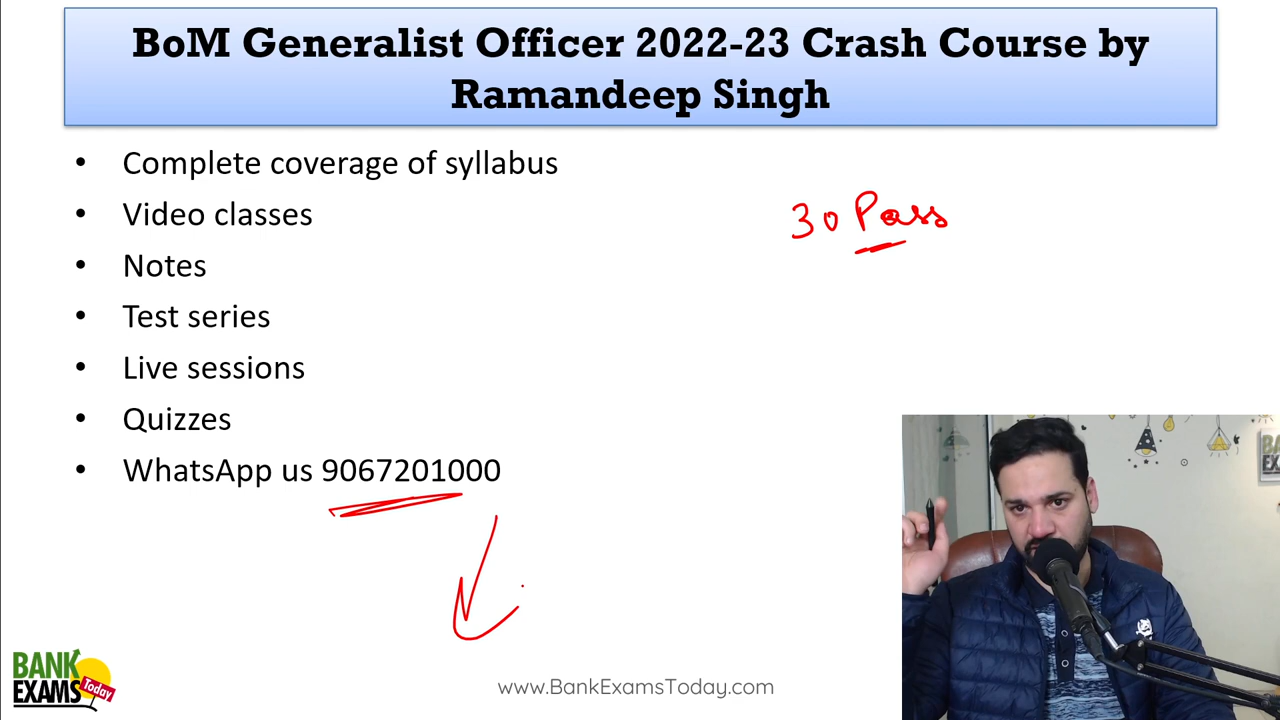 BoM Generalist Officer 2022-23 Crash Course by
Ramandeep Singh
• Complete coverage of syllabus
• Video classes
30 Pass
• Notes
• Test series
• Live sessions
• Quizzes
• WhatsApp us 9067201000
BANK
EXAMS
Today
www.BankExamsToday.com